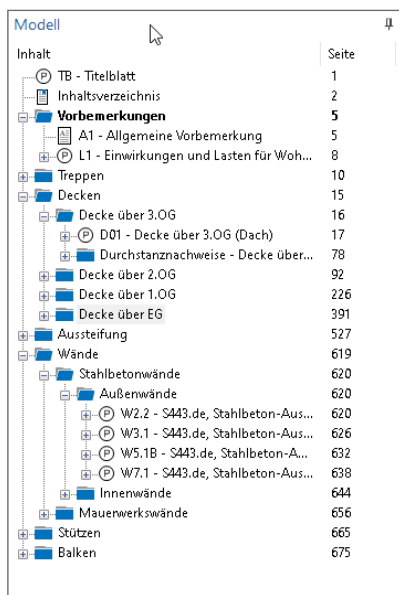 Modell
Inhalt Seite
P TB - Titelblatt 1
Inhaltsverzeichnis 2
Vorbemerkungen 5
A1 - Allgemeine Vorbemerkung 5
P L1 - Einwirkungen und Lasten für Woh... 8
Treppen 10
Decken 15
Decke über 3.OG 16
P D01 - Decke über 3.OG (Dach) 17
Durchstanznachweise - Decke über... 78
Decke über 2.OG 92
Decke über 1.OG 226
Decke über EG 391
Aussteifung 527
Wände 619
Stahlbetonwände 620
Außenwände 620
P W2.2 - S443.de, Stahlbeton-Aus... 620
P W3.1 - S443.de, Stahlbeton-Aus... 626
P W5.1B - S443.de, Stahlbeton-A... 632
P W7.1 - S443.de, Stahlbeton-Aus... 638
Innenwände 644
Mauerwerkswände 656
Stützen 665
Balken 675